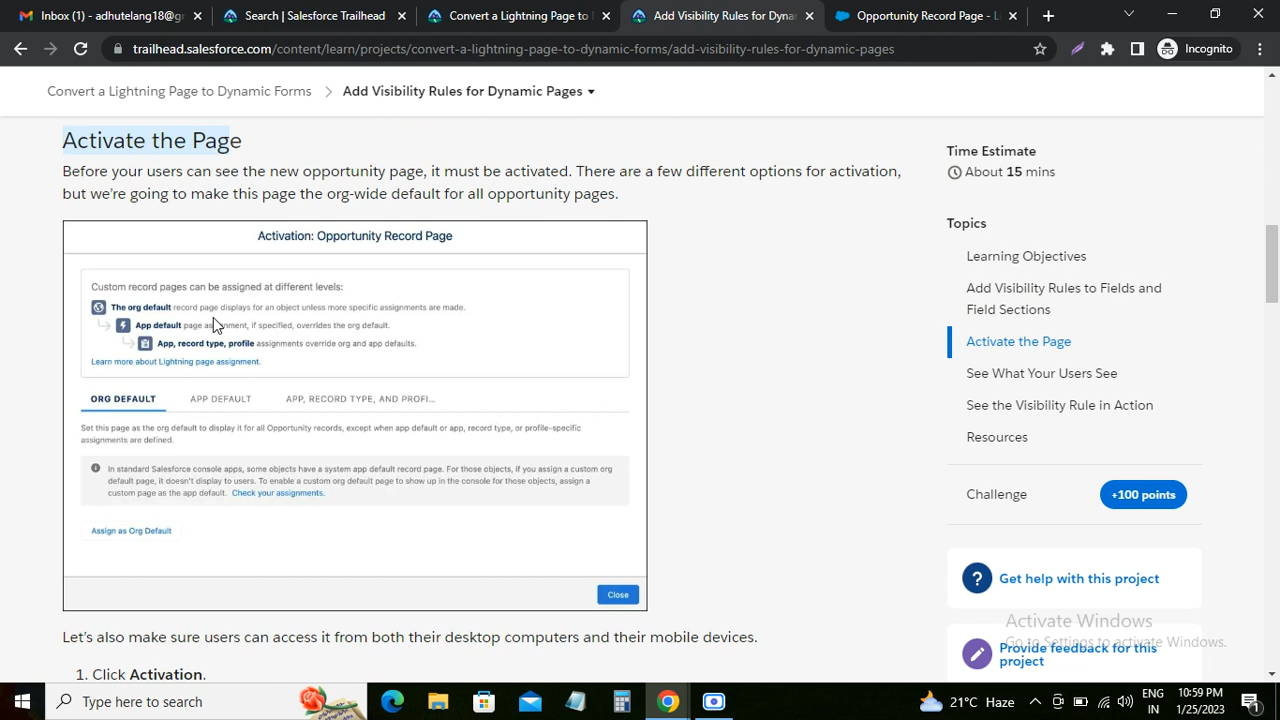 Inbox (1) - adhutelang18@gr
Search | Salesforce Trailhead
Convert a Lightning Page to
Add Visibility Rules for Dynamic
Opportunity Record Page - Li
trailhead.salesforce.com/content/learn/projects/convert-a-lightning-page-to-dynamic-forms/add-visibility-rules-for-dynamic-pages
Incognito
Convert a Lightning Page to Dynamic Forms > Add Visibility Rules for Dynamic Pages
Activate the Page
Before your users can see the new opportunity page, it must be activated. There are a few different options for activation,
but we're going to make this page the org-wide default for all opportunity pages.
Activation: Opportunity Record Page
Custom record pages can be assigned at different levels:
The org default record page displays for an object unless more specific assignments are made.
App default page assignment, if specified, overrides the org default.
App, record type, profile assignments override org and app defaults.
Learn more about Lightning page assignment.
ORG DEFAULT APP DEFAULT APP, RECORD TYPE, AND PROFI...
Set this page as the org default to display it for all Opportunity records, except when app default or app, record type, or profile-specific
assignments are defined.
In standard Salesforce console apps, some objects have a system app default record page. For those objects, if you assign a custom org
default page, it doesn't display to users. To enable a custom org default page to show up in the console for those objects, assign a
custom page as the app default. Check your assignments.
Assign as Org Default
Close
Let's also make sure users can access it from both their desktop computers and their mobile devices.
1. Click Activation.
Time Estimate
About 15 mins
Topics
Learning Objectives
Add Visibility Rules to Fields and
Field Sections
Activate the Page
See What Your Users See
See the Visibility Rule in Action
Resources
Challenge
+100 points
Get help with this project
Activate Windows
Go to Settings to activate Windows.
Provide feedback for this
project
Type here to search
21°C Haze
ENG
IN
10:59 PM
1/25/2023
1